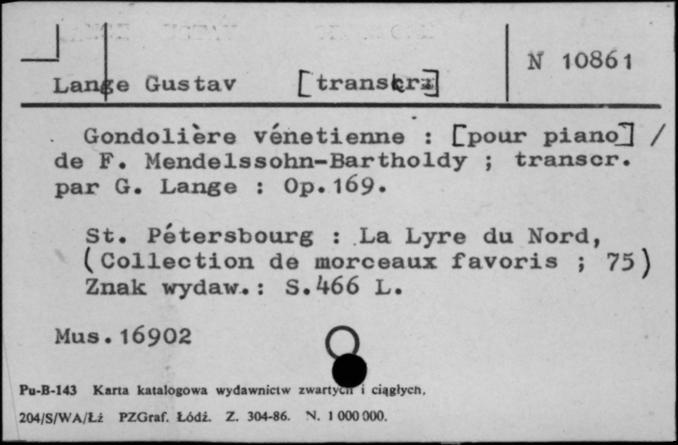 N 10861
Lange Gustav [transkr.]
Gondolière vénetienne : [pour piano] /
de F. Mendelssohn-Bartholdy ; transcr.
par G. Lange : Op.169.
St. Pétersbourg : La Lyre du Nord,
(Collection de morceaux favoris ; 75)
Znak wydaw.: S.466 L.
Mus.16902
Pu-B-143 Karta katalogowa wydawnictw zwartych i ciągłych,
204/S/WA/Łź PZGraf. Łódź. Z. 304-86. N. 1 000 000.